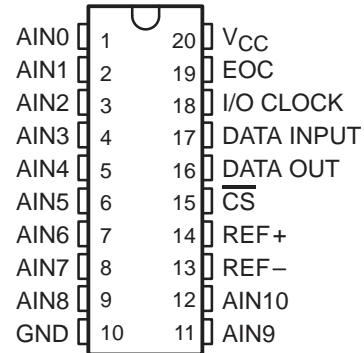 AIN0 1 20 VCC
AIN1 2 19 EOC
AIN2 3 18 I/O CLOCK
AIN3 4 17 DATA INPUT
AIN4 5 16 DATA OUT
AIN5 6 15 C̅S̅
AIN6 7 14 REF+
AIN7 8 13 REF–
AIN8 9 12 AIN10
GND 10 11 AIN9